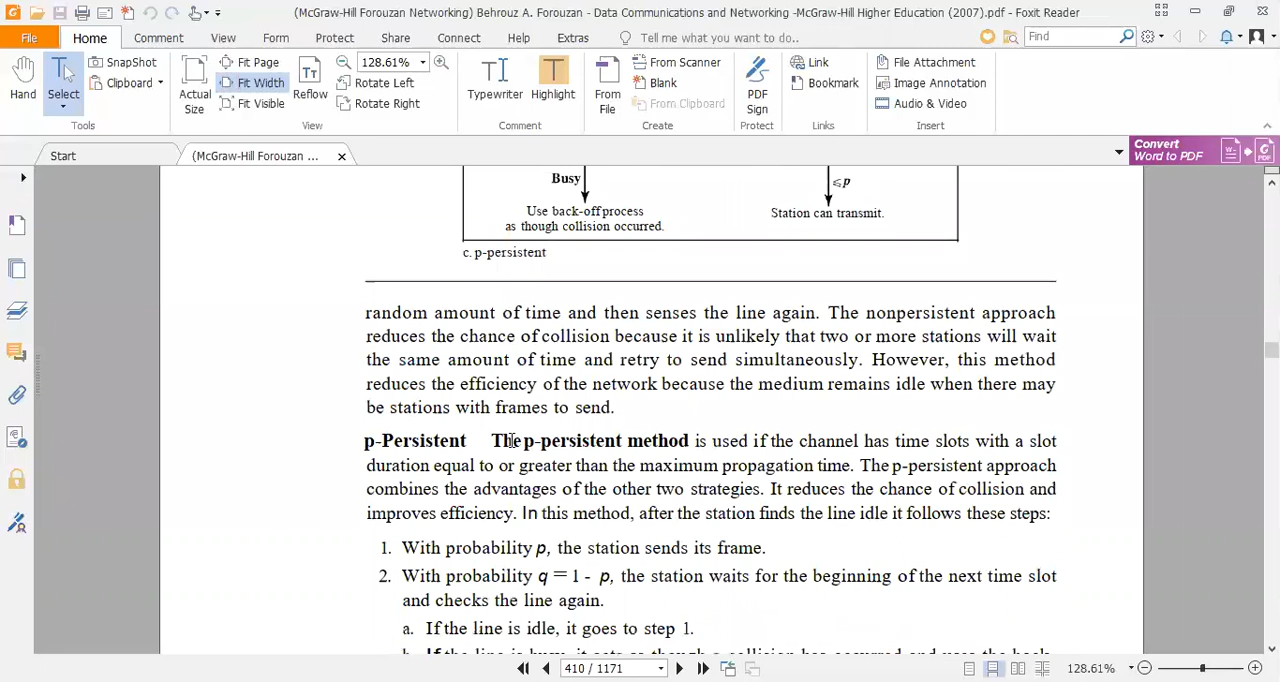 (McGraw-Hill Forouzan Networking) Behrouz A. Forouzan - Data Communications and Networking -McGraw-Hill Higher Education (2007).pdf - Foxit Reader
File Home Comment View Form Protect Share Connect Help Extras Tell me what you want to do... Find
SnapShot Fit Page 128.61% From Scanner Link File Attachment
Hand Select Clipboard Actual Size Fit Width Reflow Rotate Left Typewriter Highlight From File Blank PDF Sign Bookmark Image Annotation
Fit Visible Rotate Right From Clipboard Audio & Video
Tools View Comment Create Protect Links Insert
Start (McGraw-Hill Forouzan ... Convert
Word to PDF
Busy ⩽p
Use back-off process Station can transmit.
as though collision occurred.
c. p-persistent
random amount of time and then senses the line again. The nonpersistent approach
reduces the chance of collision because it is unlikely that two or more stations will wait
the same amount of time and retry to send simultaneously. However, this method
reduces the efficiency of the network because the medium remains idle when there may
be stations with frames to send.
p-Persistent The p-persistent method is used if the channel has time slots with a slot
duration equal to or greater than the maximum propagation time. The p-persistent approach
combines the advantages of the other two strategies. It reduces the chance of collision and
improves efficiency. In this method, after the station finds the line idle it follows these steps:
1. With probability p, the station sends its frame.
2. With probability q = 1 - p, the station waits for the beginning of the next time slot
and checks the line again.
a. If the line is idle, it goes to step 1.
410 / 1171 128.61%